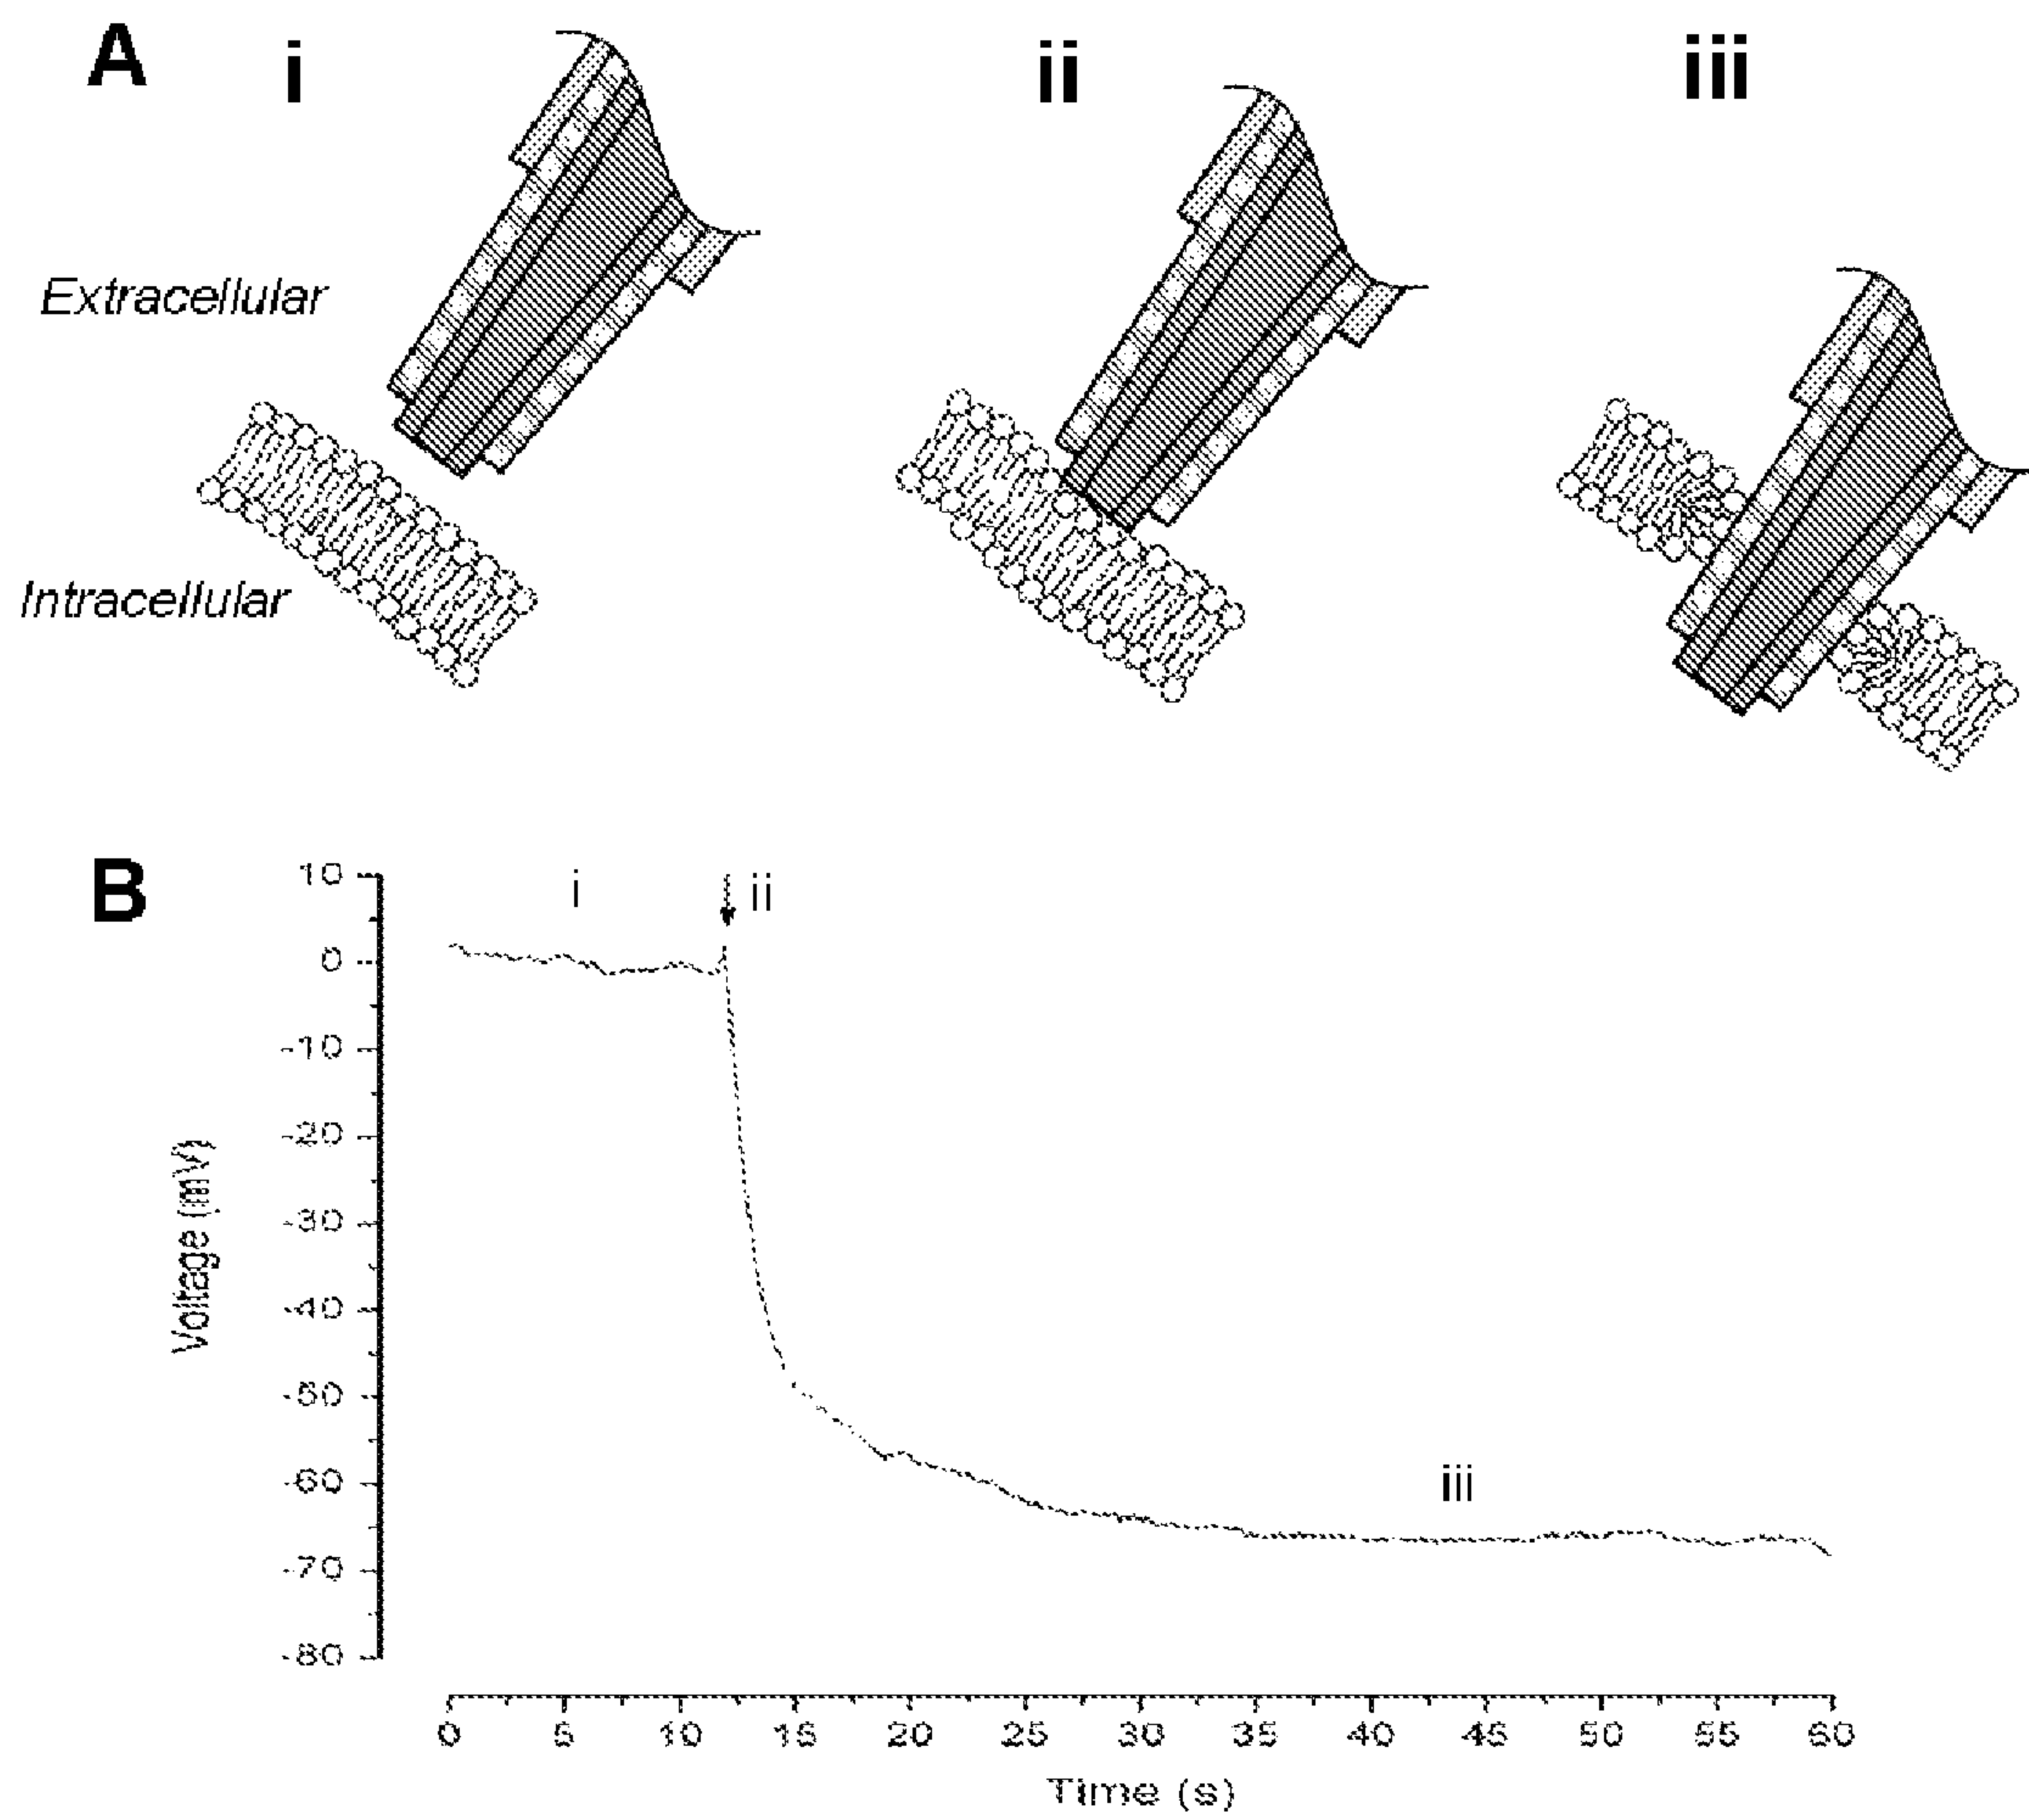 A
i
ii
iii
Extracellular
Intracellular
B
10
0
-10
-20
-30
-40
-50
-60
-70
-80
Voltage (mV)
i
ii
iii
0 5 10 15 20 25 30 35 40 45 50 55 60
Time (s)